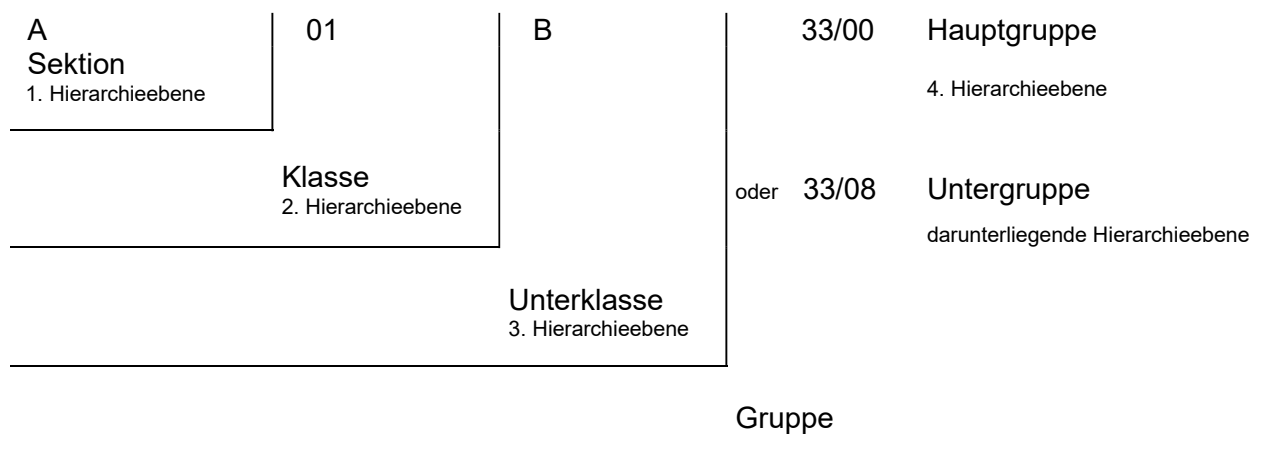 A 01 B 33/00 Hauptgruppe
Sektion
1. Hierarchieebene 4. Hierarchieebene
Klasse
2. Hierarchieebene
oder 33/08 Untergruppe
darunterliegende Hierarchieebene
Unterklasse
3. Hierarchieebene
Gruppe